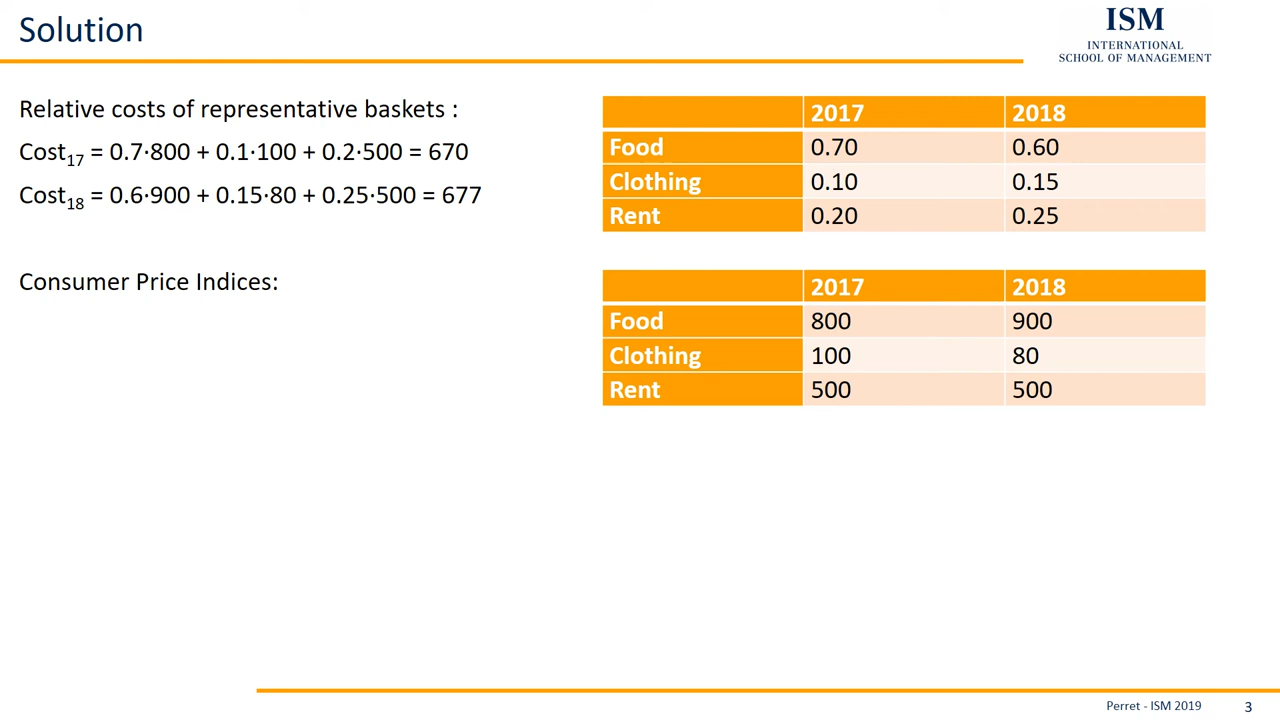 Solution
ISM
INTERNATIONAL
SCHOOL OF MANAGEMENT
Relative costs of representative baskets :
Cost17 = 0.7·800 + 0.1·100 + 0.2·500 = 670
Cost18 = 0.6·900 + 0.15·80 + 0.25·500 = 677
Consumer Price Indices:
2017 2018
Food 0.70 0.60
Clothing 0.10 0.15
Rent 0.20 0.25
2017 2018
Food 800 900
Clothing 100 80
Rent 500 500
Perret - ISM 2019 3